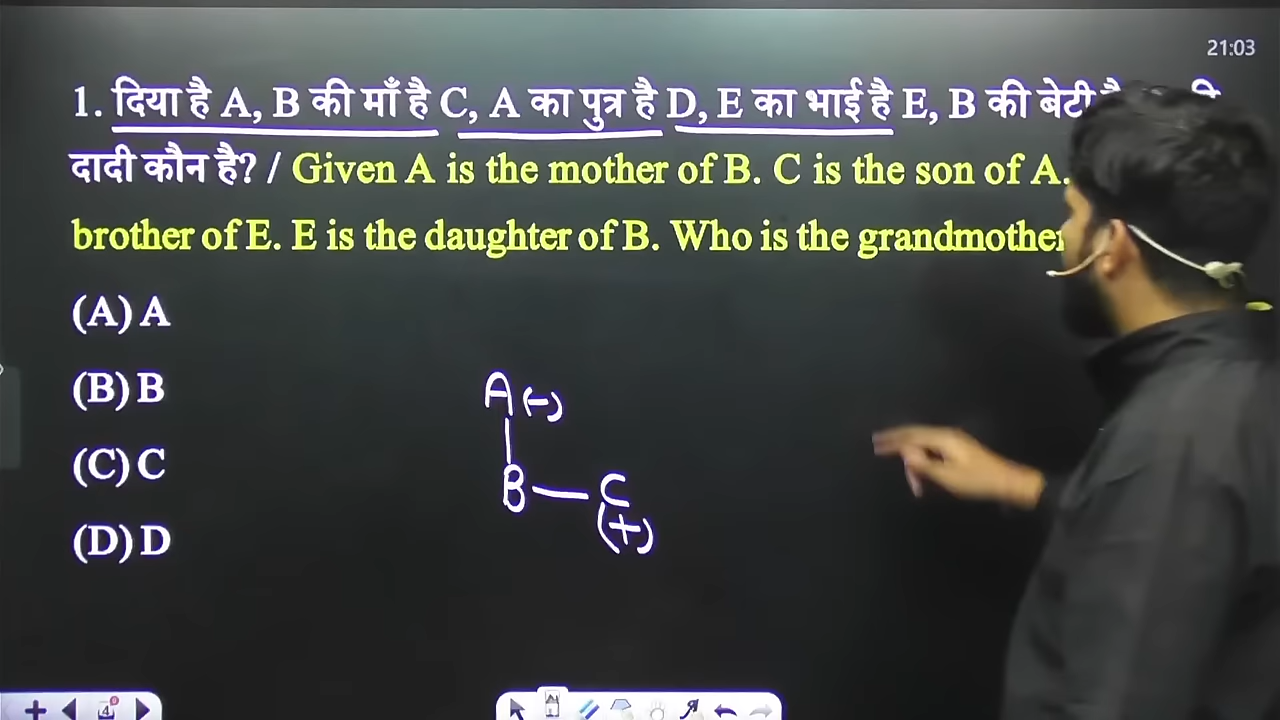 21:03
1. दिया है A, B की माँ है C, A का पुत्र है D, E का भाई है E, B की बेटी
दादी कौन है? / Given A is the mother of B. C is the son of A.
brother of E. E is the daughter of B. Who is the grandmother
(A) A
(B) B
(C) C
(D) D
A (-)
B — C
(+)
4